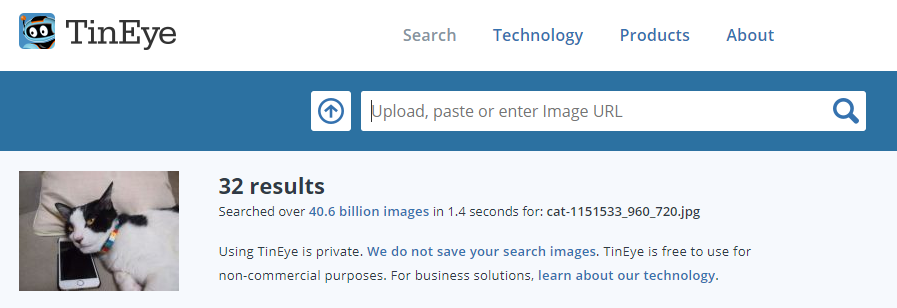 TinEye
Search Technology Products About
Upload, paste or enter Image URL
32 results
Searched over 40.6 billion images in 1.4 seconds for: cat-1151533_960_720.jpg
Using TinEye is private. We do not save your search images. TinEye is free to use for
non-commercial purposes. For business solutions, learn about our technology.